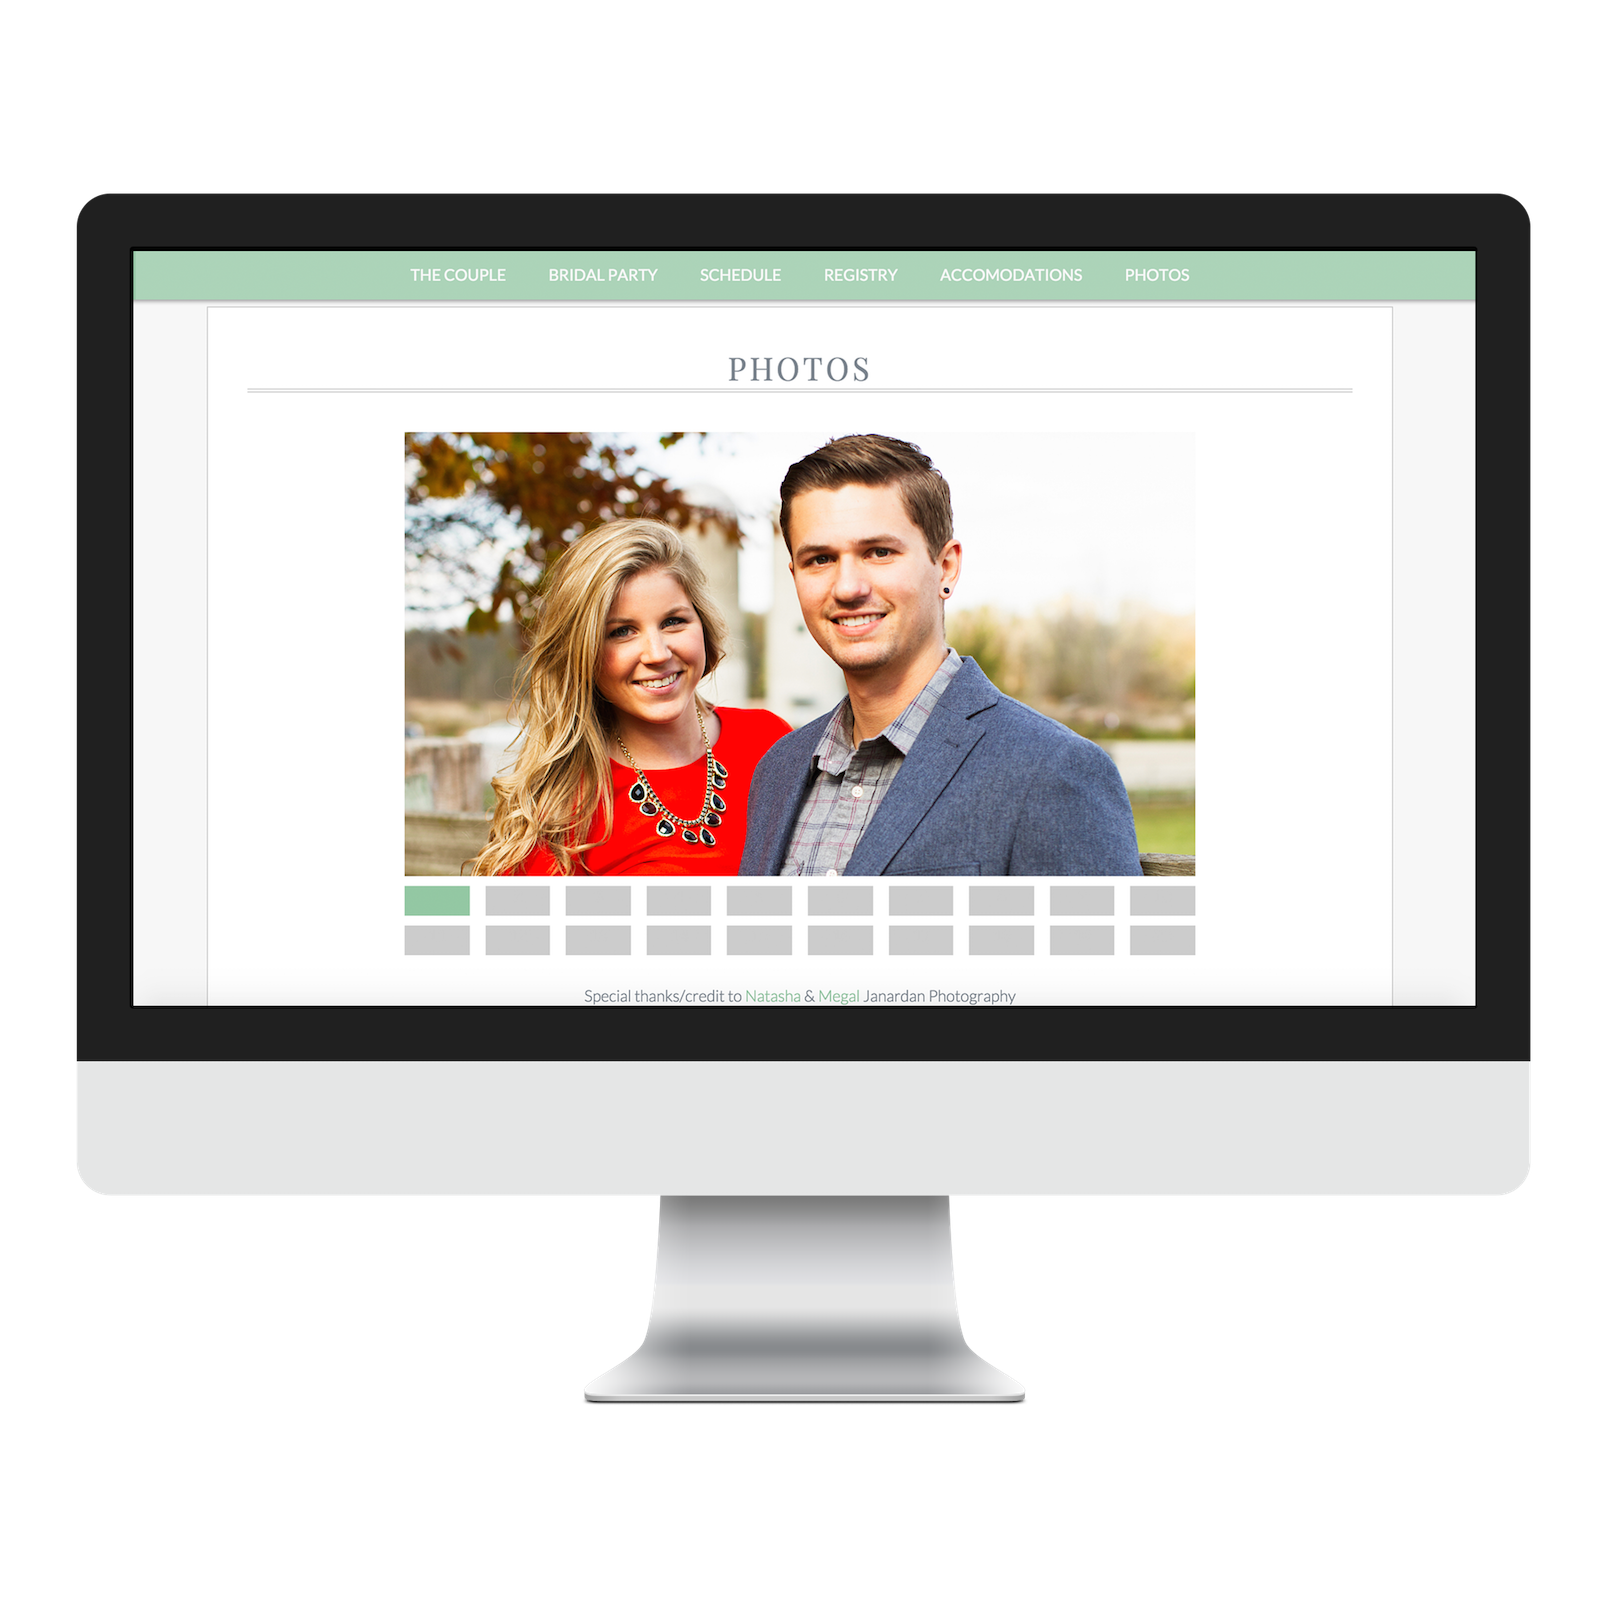 THE COUPLE BRIDAL PARTY SCHEDULE REGISTRY ACCOMODATIONS PHOTOS
PHOTOS
Special thanks/credit to Natasha & Megal Janardan Photography